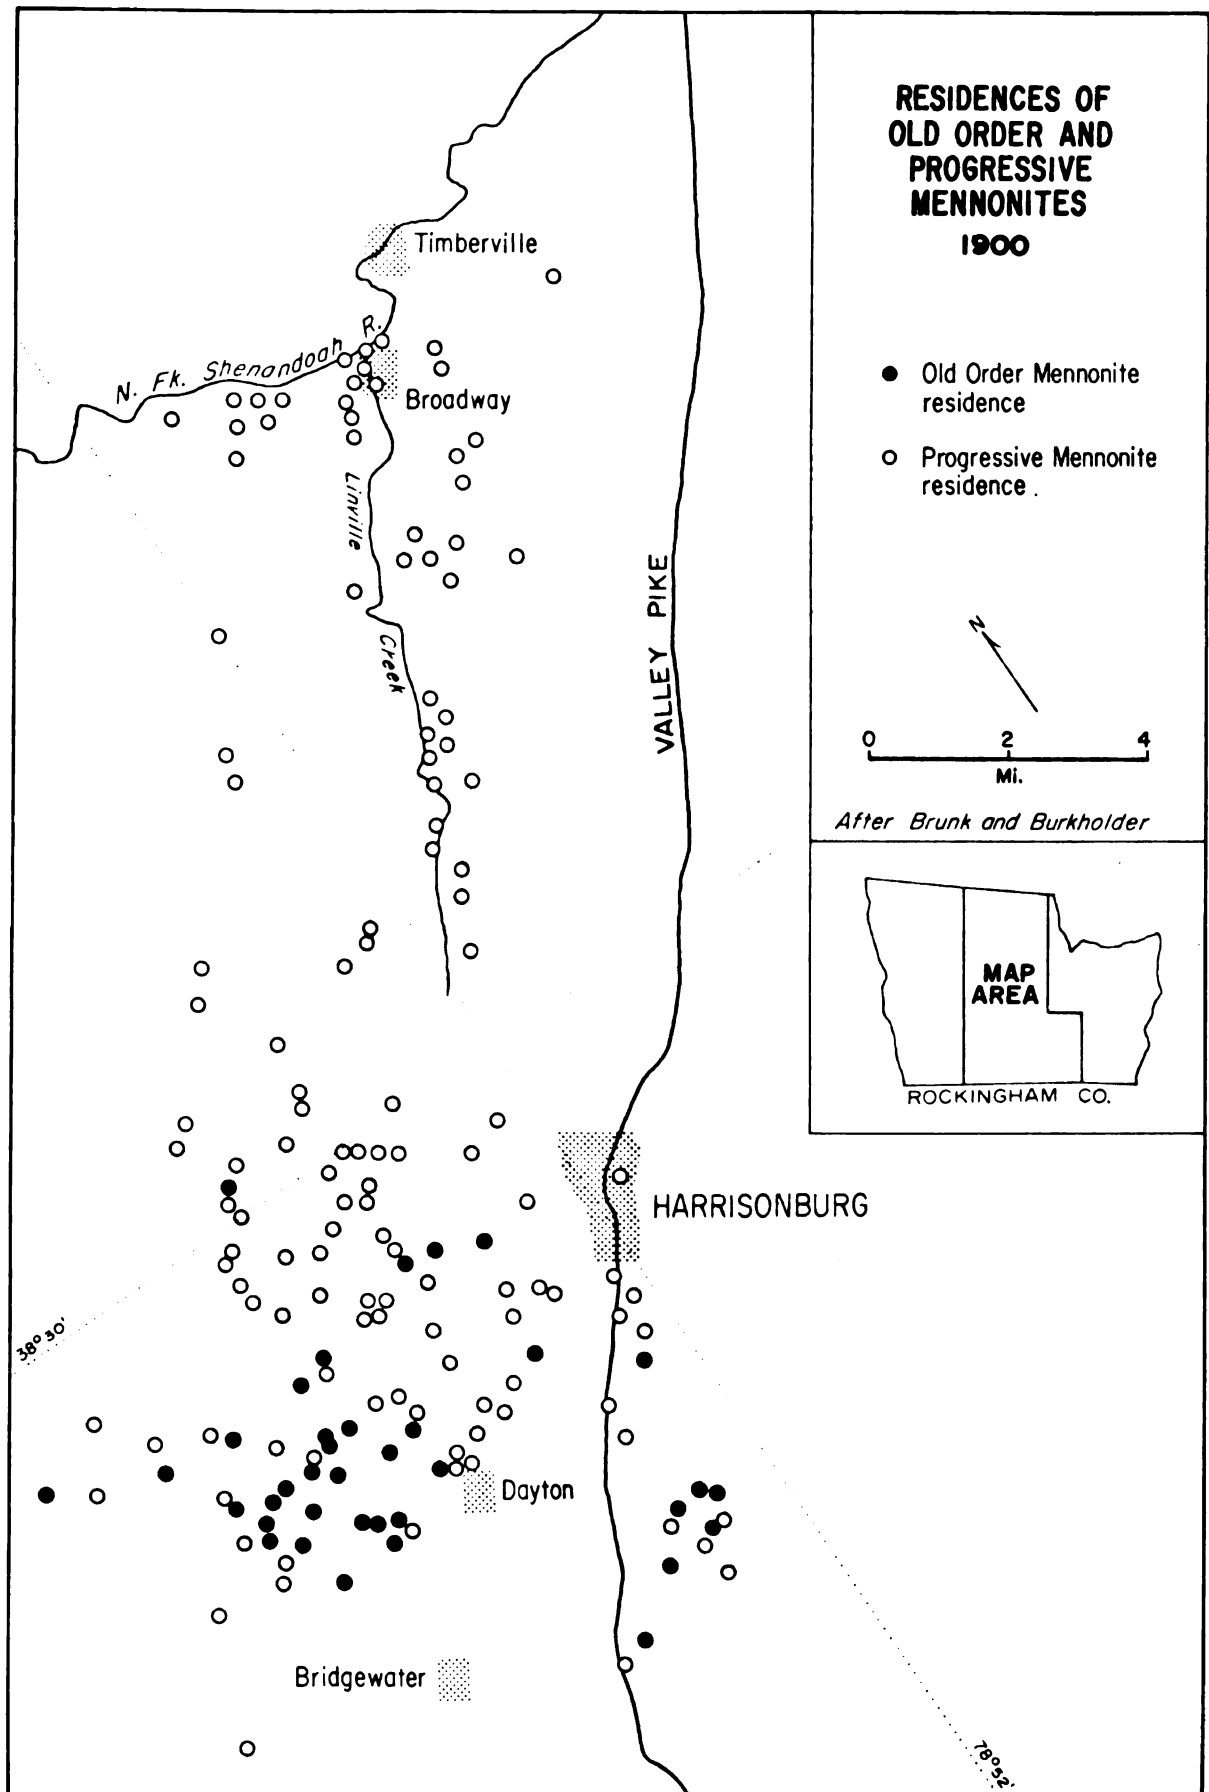 RESIDENCES OF
OLD ORDER AND
PROGRESSIVE
MENNONITES
1900
Old Order Mennonite
residence
Progressive Mennonite
residence .
N
0 2 4
Mi.
After Brunk and Burkholder
MAP
AREA
ROCKINGHAM CO.
Timberville
N. Fk. Shenandoah R.
Broadway
Linville
Creek
VALLEY PIKE
HARRISONBURG
38°30'
Dayton
Bridgewater
78°52'